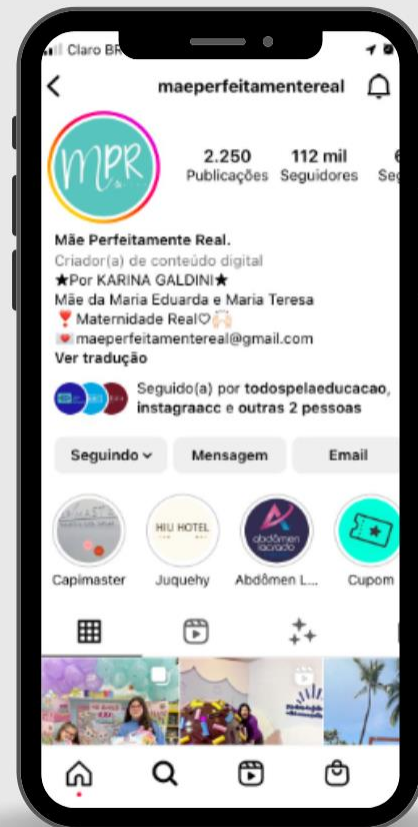 Claro BR
maeperfeitamentereal
MPR
2.250
112 mil
Publicações
Seguidores
Mãe Perfeitamente Real.
Criador(a) de conteúdo digital
★Por KARINA GALDINI★
Mãe da Maria Eduarda e Maria Teresa
❣️ Maternidade Real♡🙌🏻
💌 maeperfeitamentereal@gmail.com
Ver tradução
Seguido(a) por todospelaeducacao,
instagraacc e outras 2 pessoas
Seguindo
Mensagem
Email
HIU HOTEL
abdômen
lacrado
Capimaster
Juquehy
Abdômen L...
Cupom